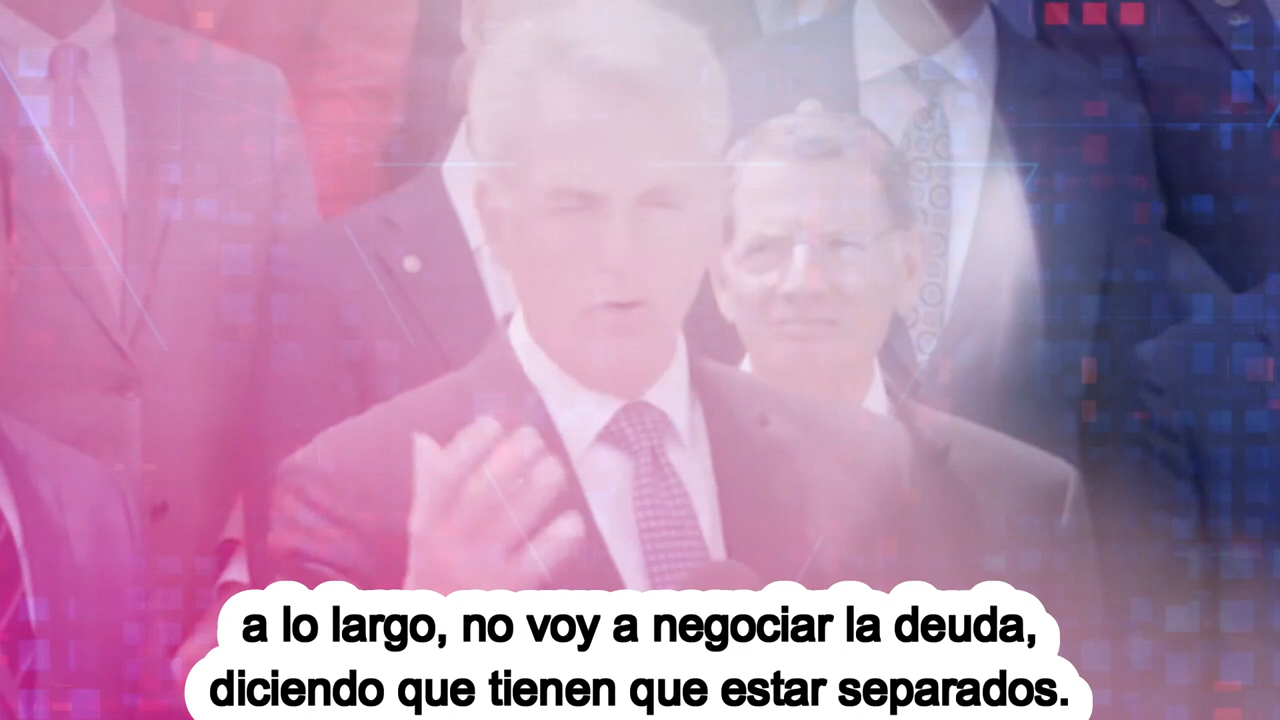 a lo largo, no voy a negociar la deuda,
diciendo que tienen que estar separados.